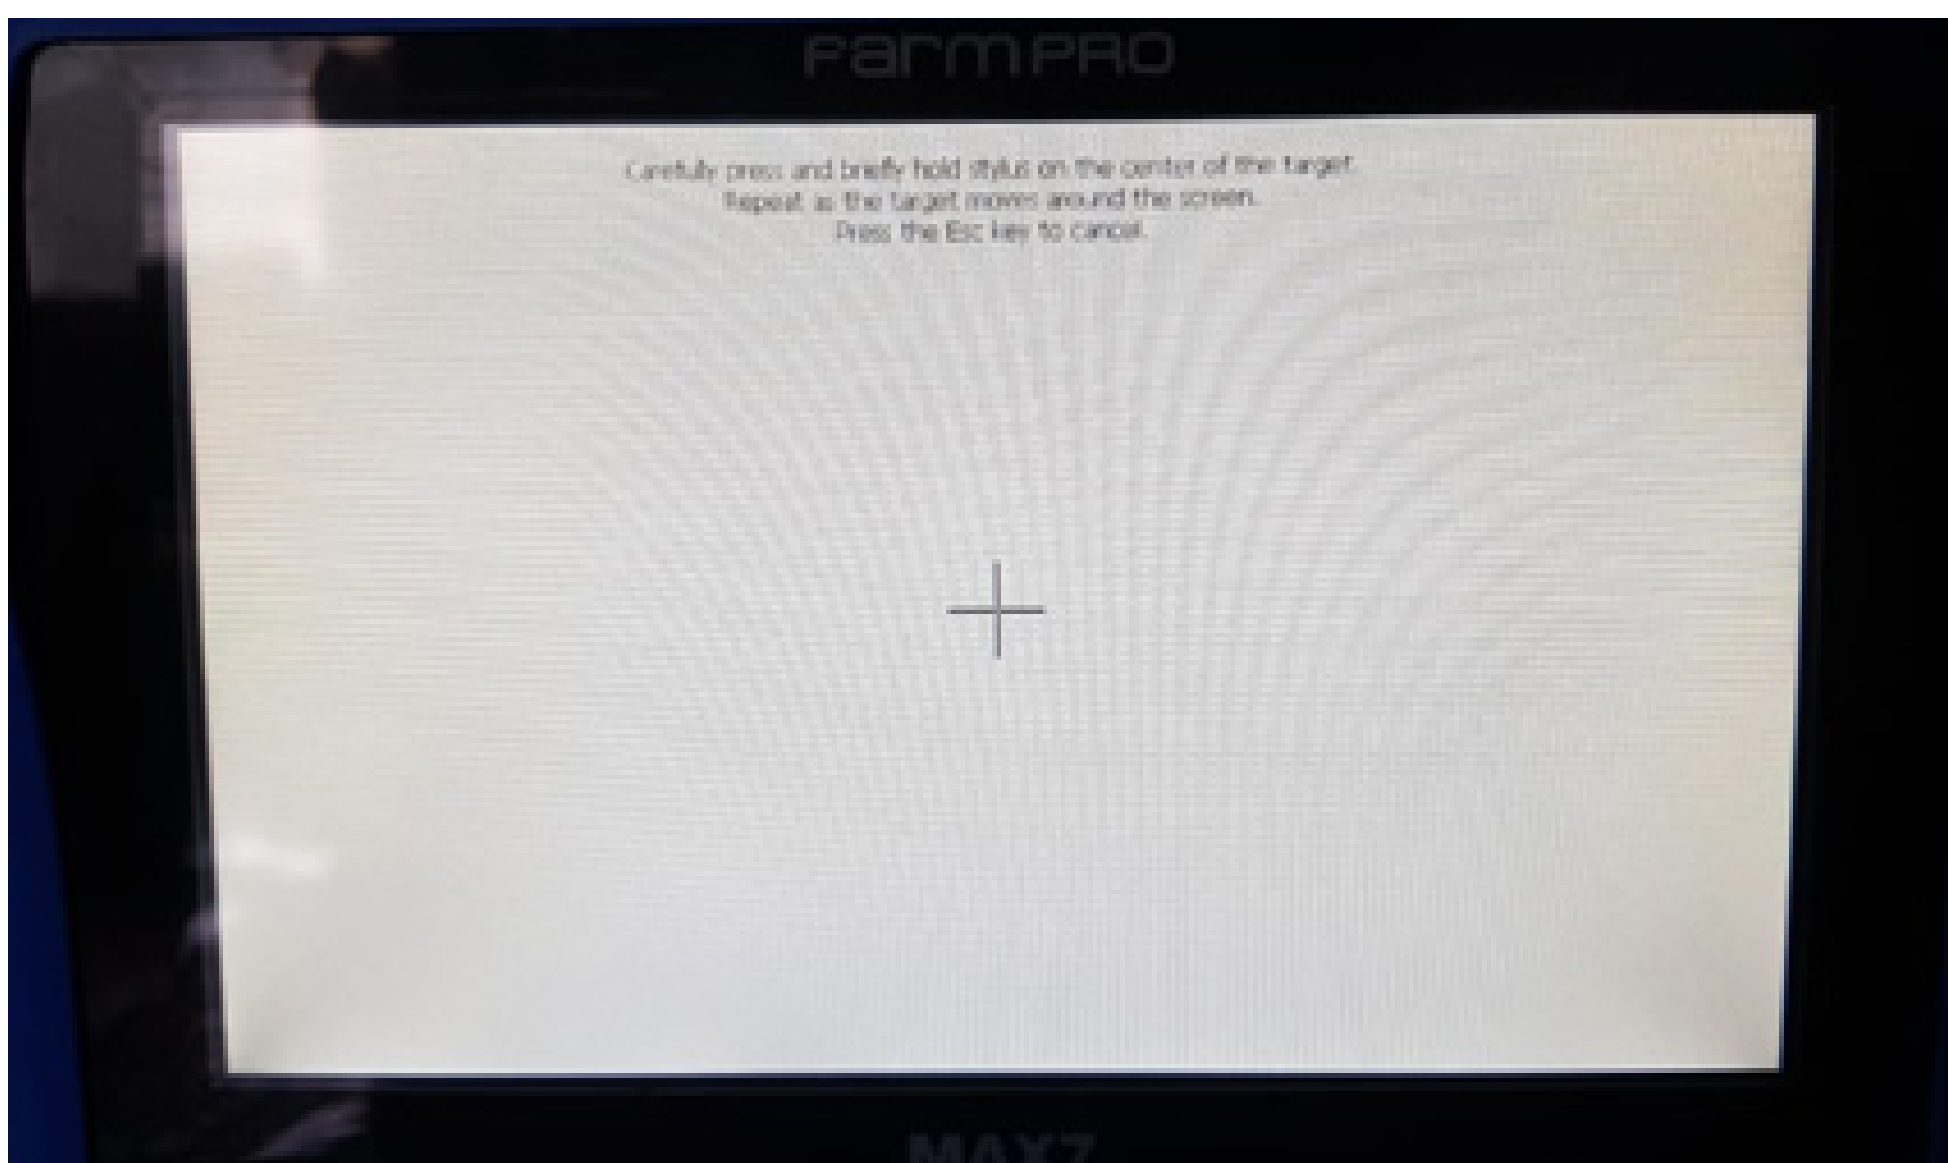 FarmPRO
Carefully press and briefly hold stylus on the center of the target.
Repeat as the target moves around the screen.
Press the Esc key to cancel.
MAX7